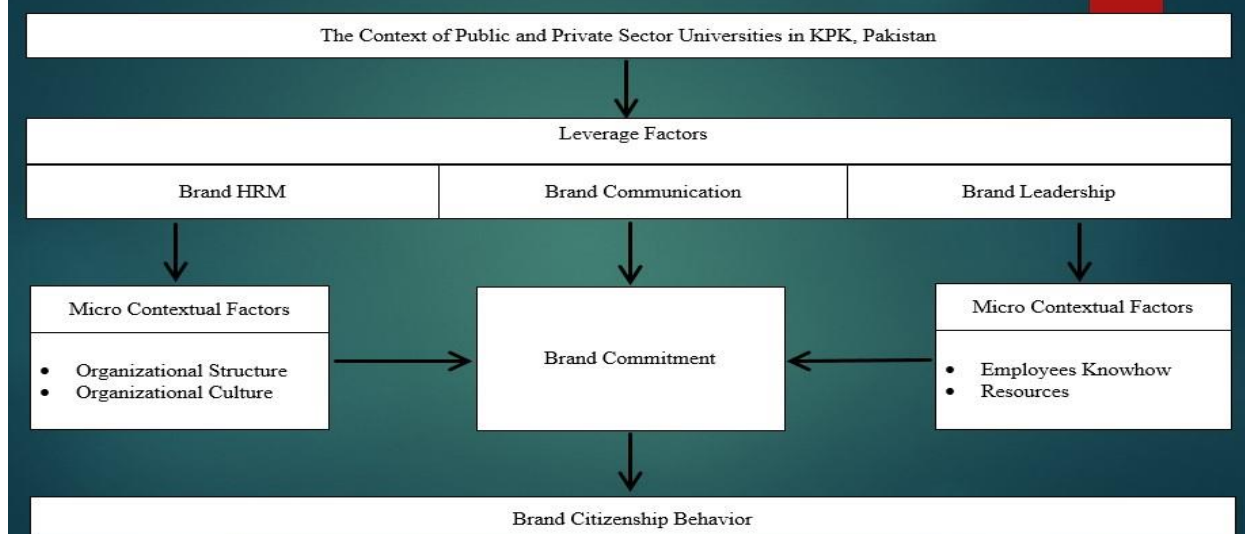 The Context of Public and Private Sector Universities in KPK, Pakistan
Leverage Factors
Brand HRM
Brand Communication
Brand Leadership
Micro Contextual Factors
• Organizational Structure
• Organizational Culture
Brand Commitment
Micro Contextual Factors
• Employees Knowhow
• Resources
Brand Citizenship Behavior